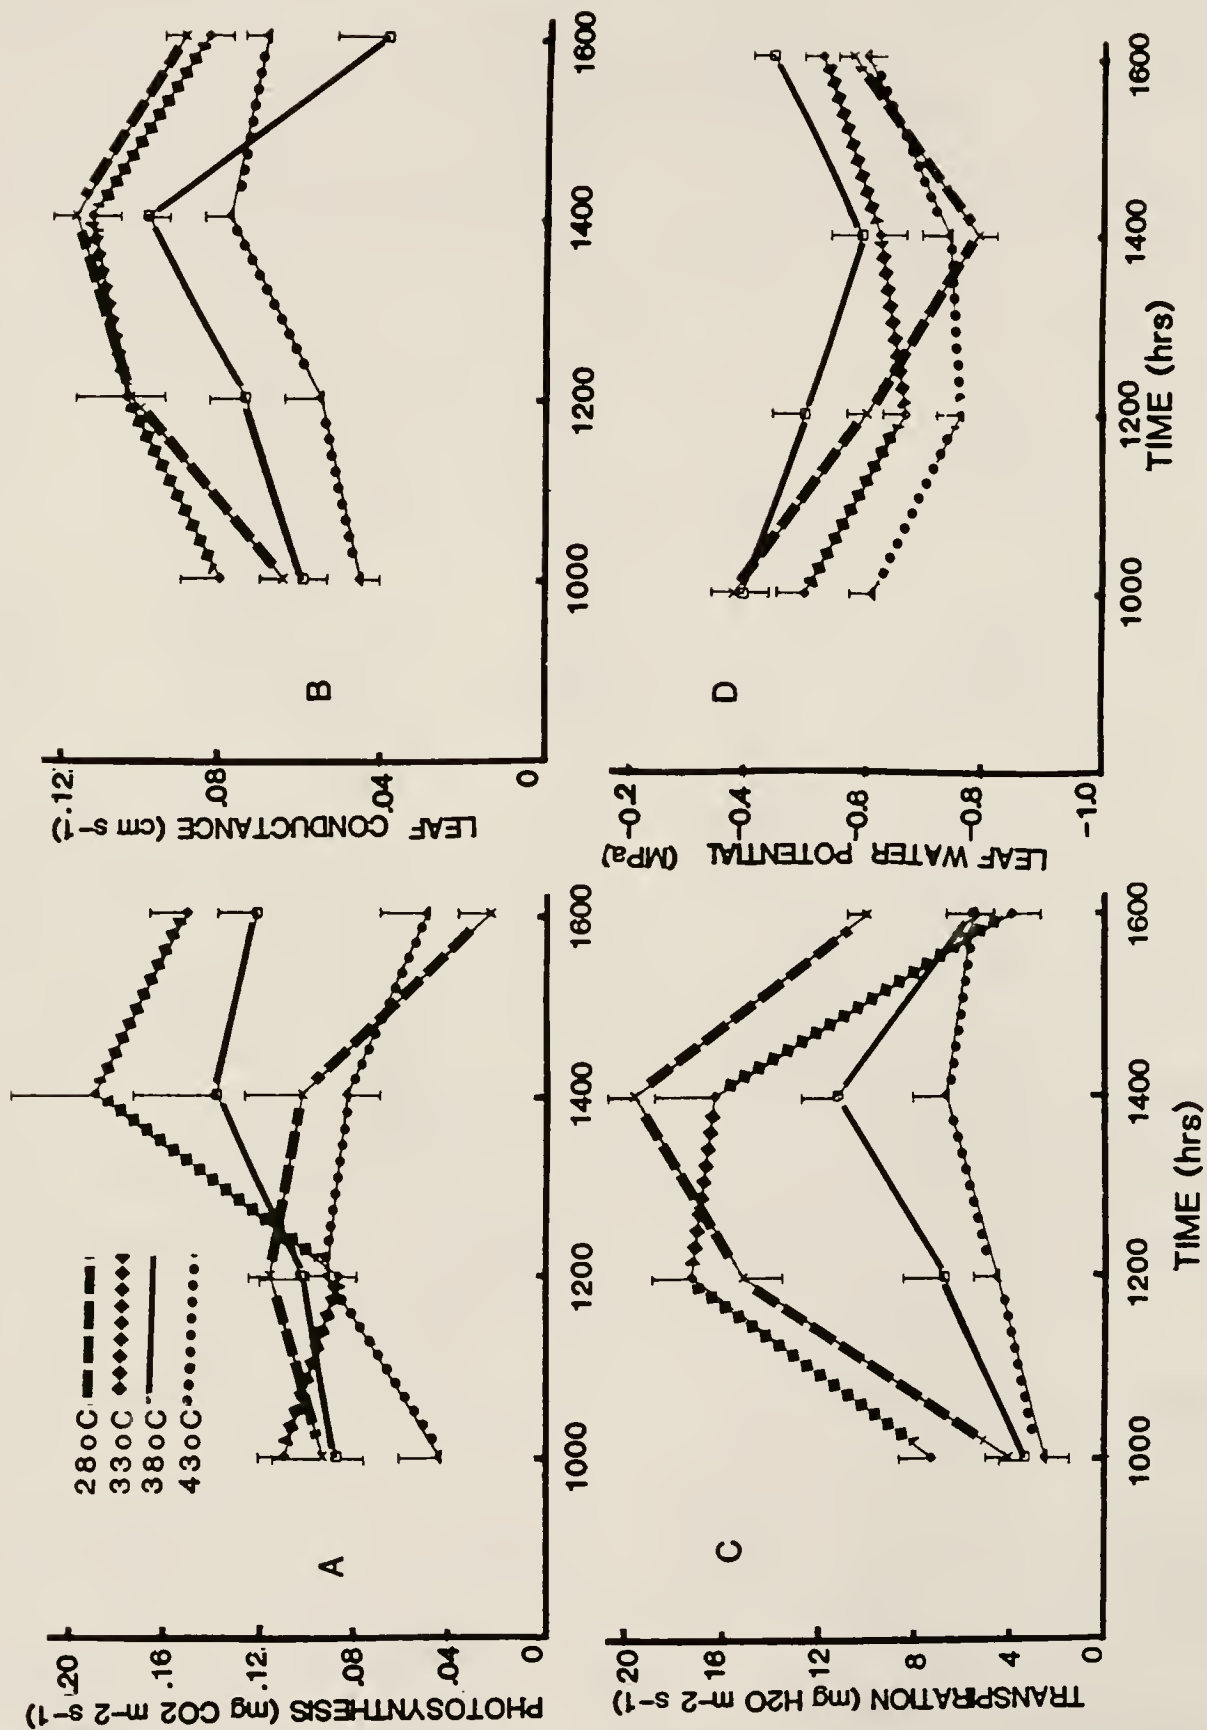 PHOTOSYNTHESIS (mg CO2 m-2 s-1)
.20
.16
.12
.08
.04
0
28oC
33oC
38oC
43oC
A
1000
1200
1400
1600
LEAF CONDUCTANCE (cm s-1)
.12
.08
.04
0
B
1000
1200
1400
1600
TRANSPIRATION (mg H2O m-2 s-1)
.20
16
12
8
4
0
C
1000
1200
1400
1600
TIME (hrs)
LEAF WATER POTENTIAL (MPa)
-0.2
-0.4
-0.8
-0.8
-1.0
D
1000
1200
1400
1600
TIME (hrs)